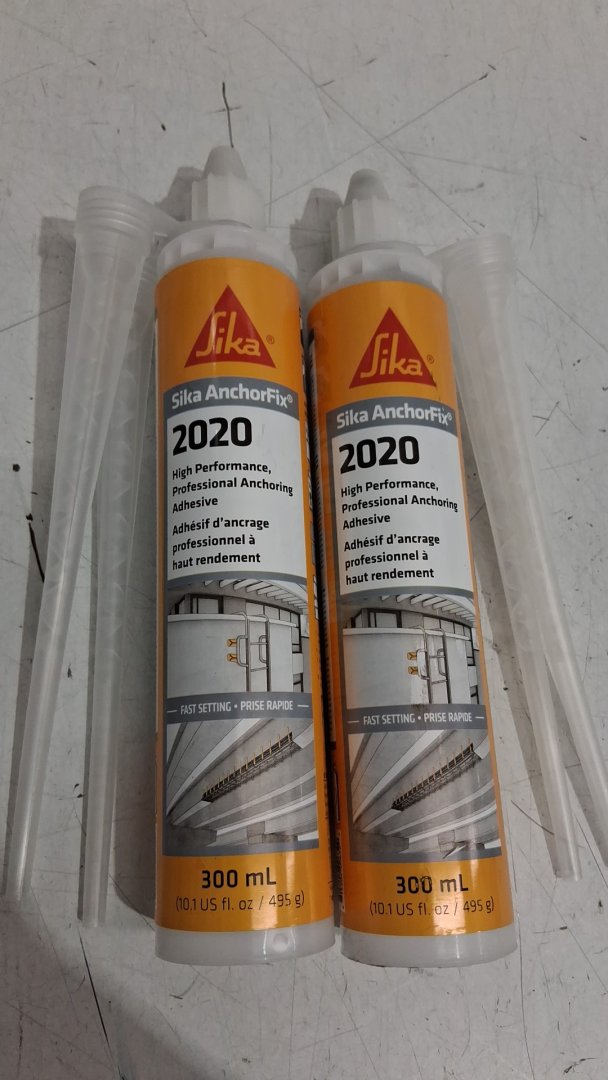 Sika®
Sika AnchorFix®
2020
High Performance,
Professional Anchoring
Adhesive
Adhésif d'ancrage
professionnel à
haut rendement
FAST SETTING • PRISE RAPIDE
300 mL
(10.1 US fl. oz / 495 g)
Sika®
Sika AnchorFix®
2020
High Performance,
Professional Anchoring
Adhesive
Adhésif d'ancrage
professionnel à
haut rendement
FAST SETTING • PRISE RAPIDE
300 mL
(10.1 US fl. oz / 495 g)